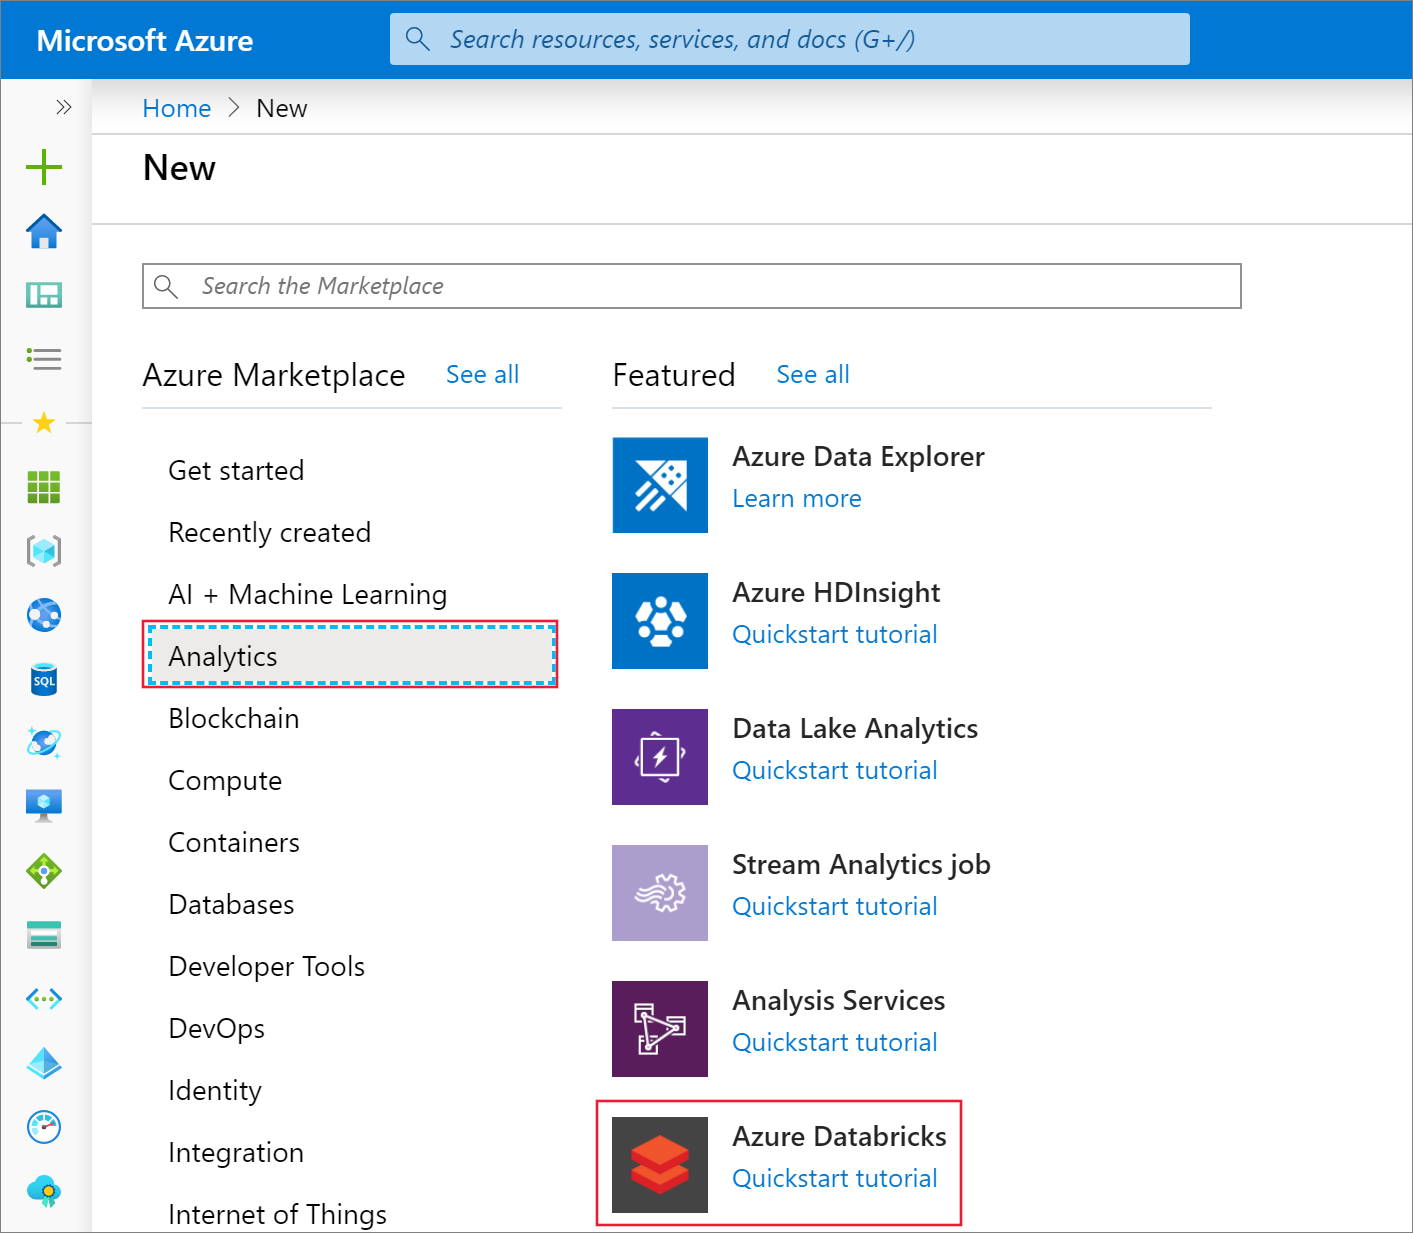 Microsoft Azure
Search resources, services, and docs (G+/)
Home > New
New
Search the Marketplace
Azure Marketplace See all
Get started
Recently created
AI + Machine Learning
Analytics
Blockchain
Compute
Containers
Databases
Developer Tools
DevOps
Identity
Integration
Internet of Things
Featured See all
Azure Data Explorer
Learn more
Azure HDInsight
Quickstart tutorial
Data Lake Analytics
Quickstart tutorial
Stream Analytics job
Quickstart tutorial
Analysis Services
Quickstart tutorial
Azure Databricks
Quickstart tutorial
SQL